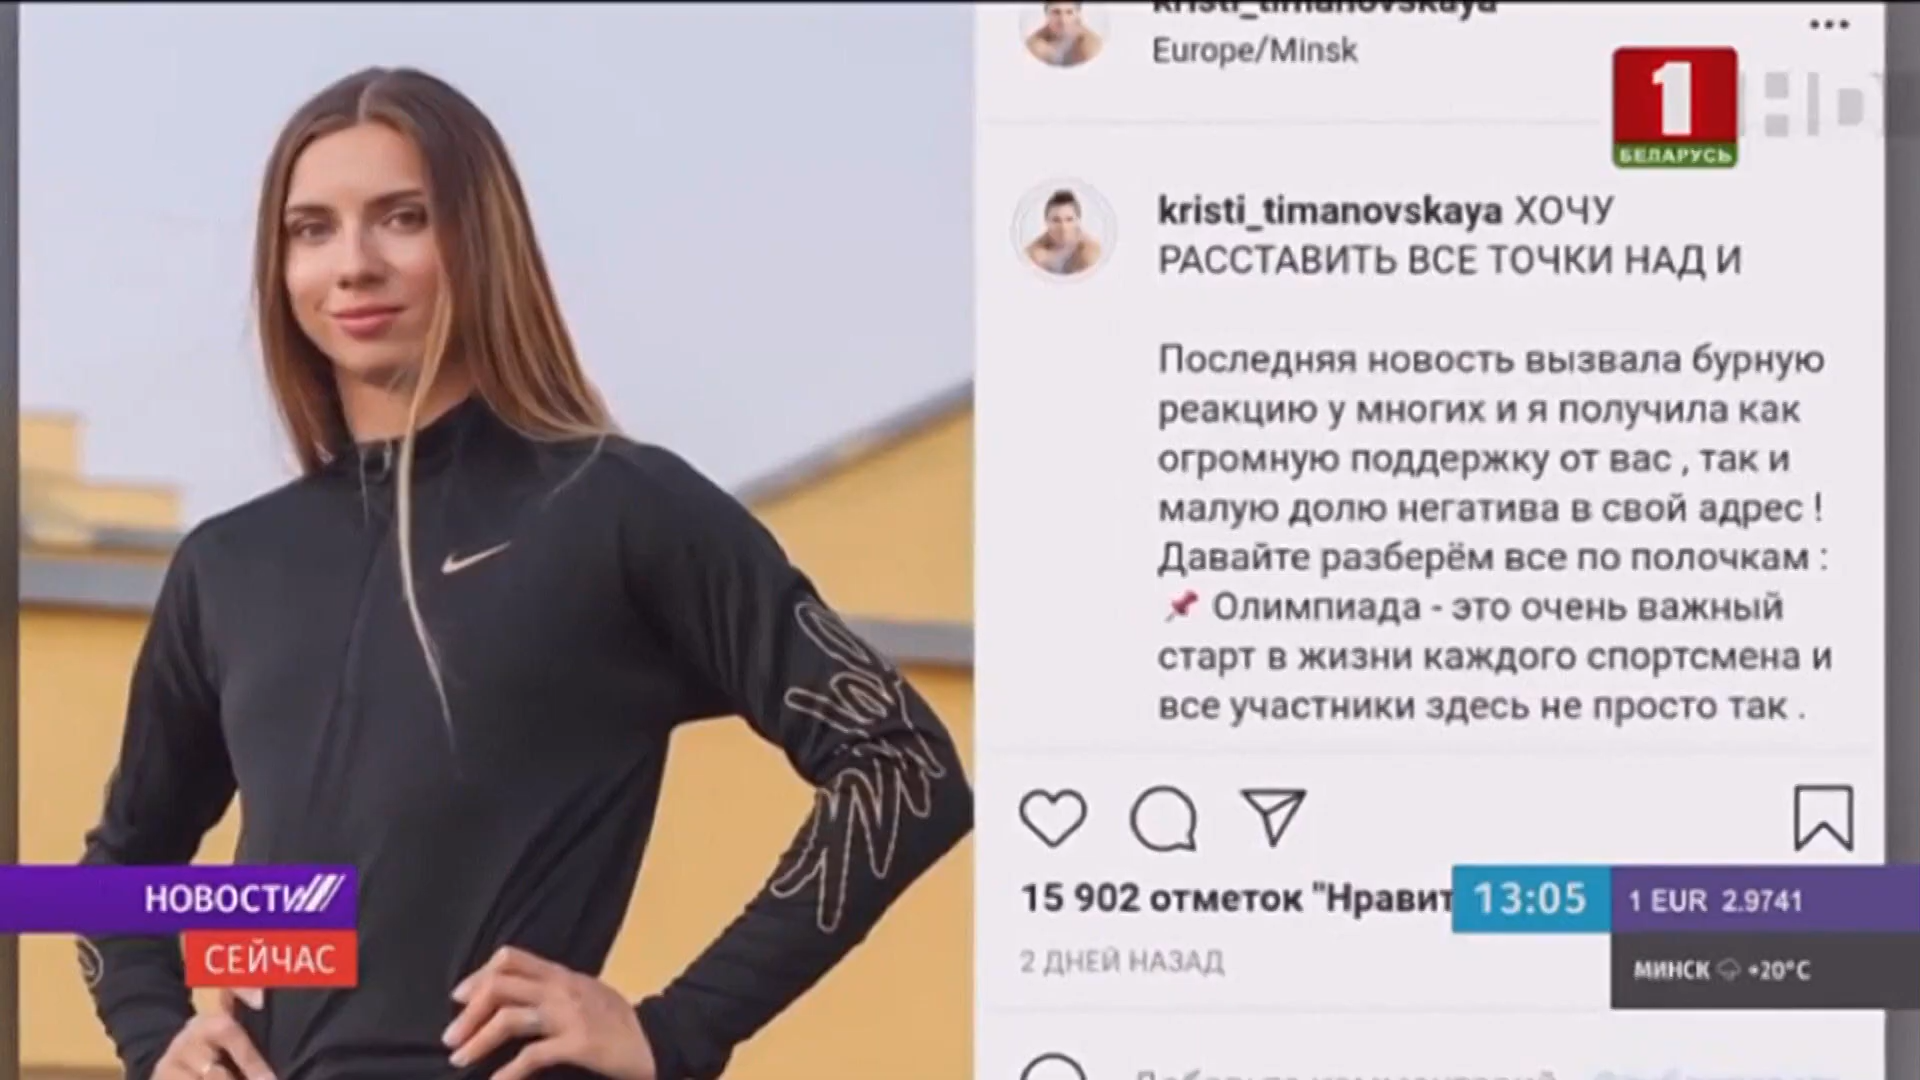 kristi_timanovskaya
Europe/Minsk
1
БЕЛАРУСЬ
HD
kristi_timanovskaya ХОЧУ
РАССТАВИТЬ ВСЕ ТОЧКИ НАД И
Последняя новость вызвала бурную
реакцию у многих и я получила как
огромную поддержку от вас , так и
малую долю негатива в свой адрес !
Давайте разберём все по полочкам :
📌 Олимпиада - это очень важный
старт в жизни каждого спортсмена и
все участники здесь не просто так .
15 902 отметок "Нравит
2 ДНЕЙ НАЗАД
НОВОСТИ
СЕЙЧАС
13:05
1 EUR 2.9741
МИНСК +20°C